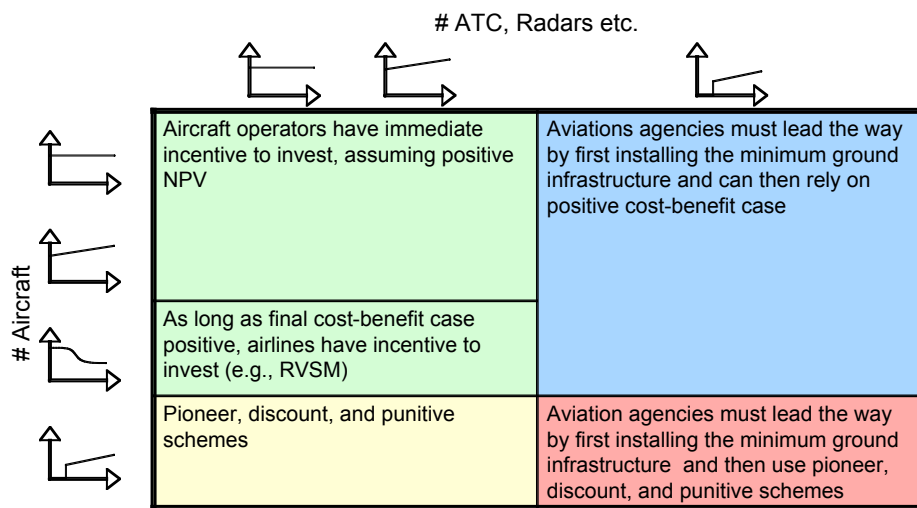 # ATC, Radars etc.
# Aircraft
Aircraft operators have immediate
incentive to invest, assuming positive
NPV
Aviations agencies must lead the way
by first installing the minimum ground
infrastructure and can then rely on
positive cost-benefit case
As long as final cost-benefit case
positive, airlines have incentive to
invest (e.g., RVSM)
Pioneer, discount, and punitive
schemes
Aviation agencies must lead the way
by first installing the minimum ground
infrastructure and then use pioneer,
discount, and punitive schemes